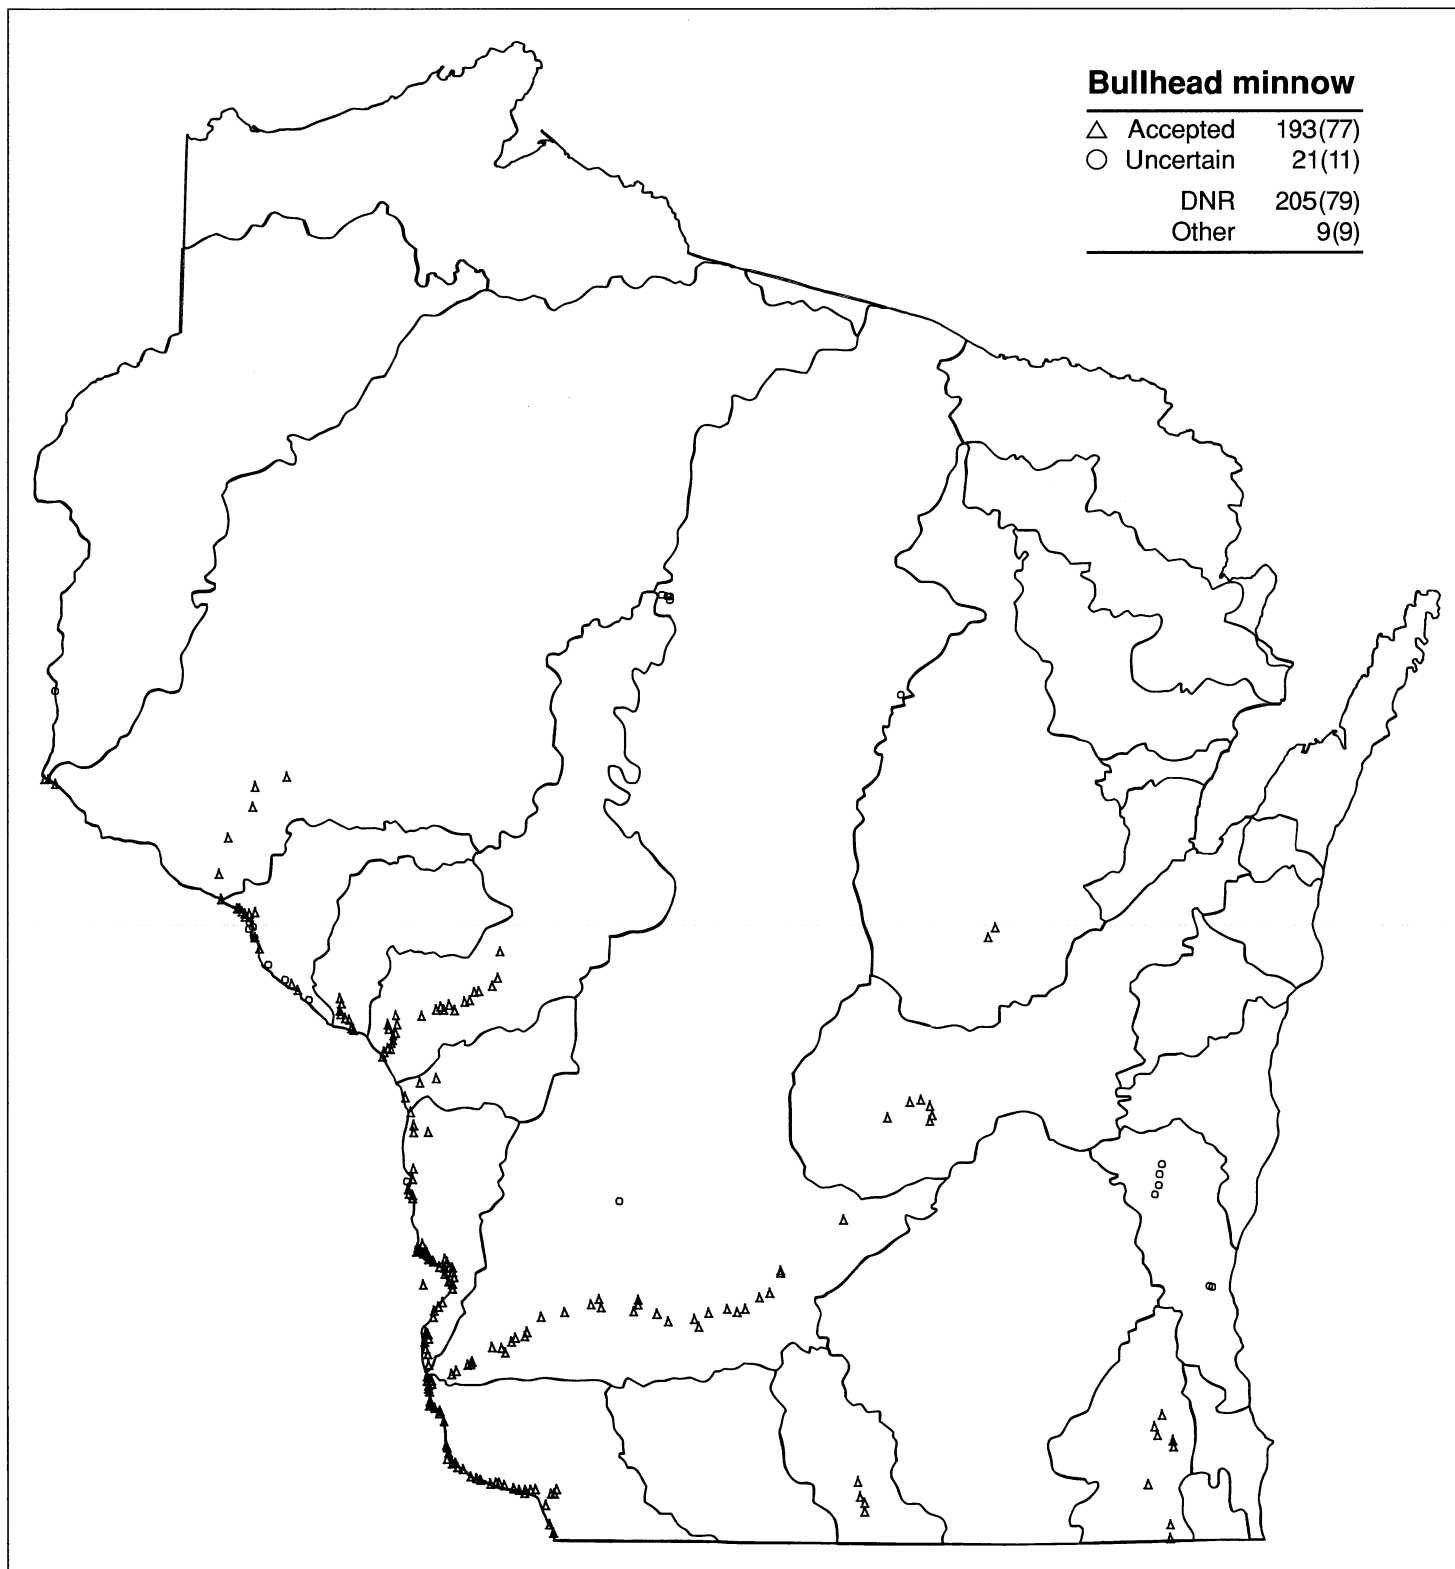 Bullhead minnow
△ Accepted 193(77)
○ Uncertain 21(11)
DNR 205(79)
Other 9(9)